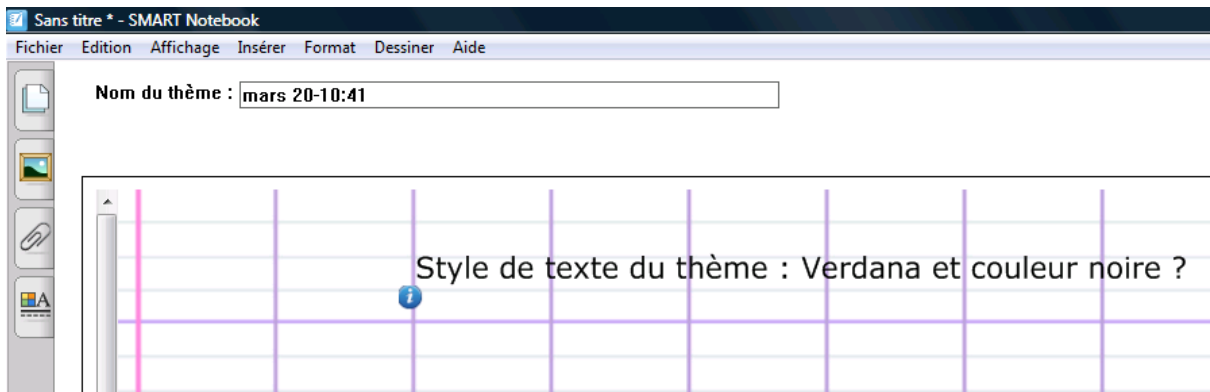 Sans titre * - SMART Notebook
Fichier Edition Affichage Insérer Format Dessiner Aide
Nom du thème : mars 20-10:41
Style de texte du thème : Verdana et couleur noire ?